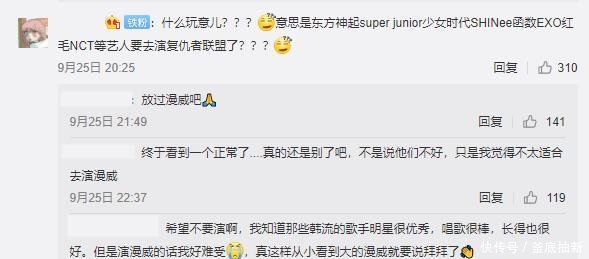 铁粉：什么玩意儿？？？意思是东方神起super junior少女时代SHINee函数EXO红
毛NCT等艺人要去演复仇者联盟了？？？
9月25日 20:25 回复 310
：放过漫威吧🙏
9月25日 21:49 回复 141
终于看到一个正常了....真的还是别了吧，不是说他们不好，只是我觉得不太适合
去演漫威
9月25日 22:37 回复 119
希望不要演啊，我知道那些韩流的歌手明星很优秀，唱歌很棒，长得也很
好。但是演漫威的话我好难受😭，真这样从小看到大的漫威就要说拜拜了👏
快传号 / 釜底抽新